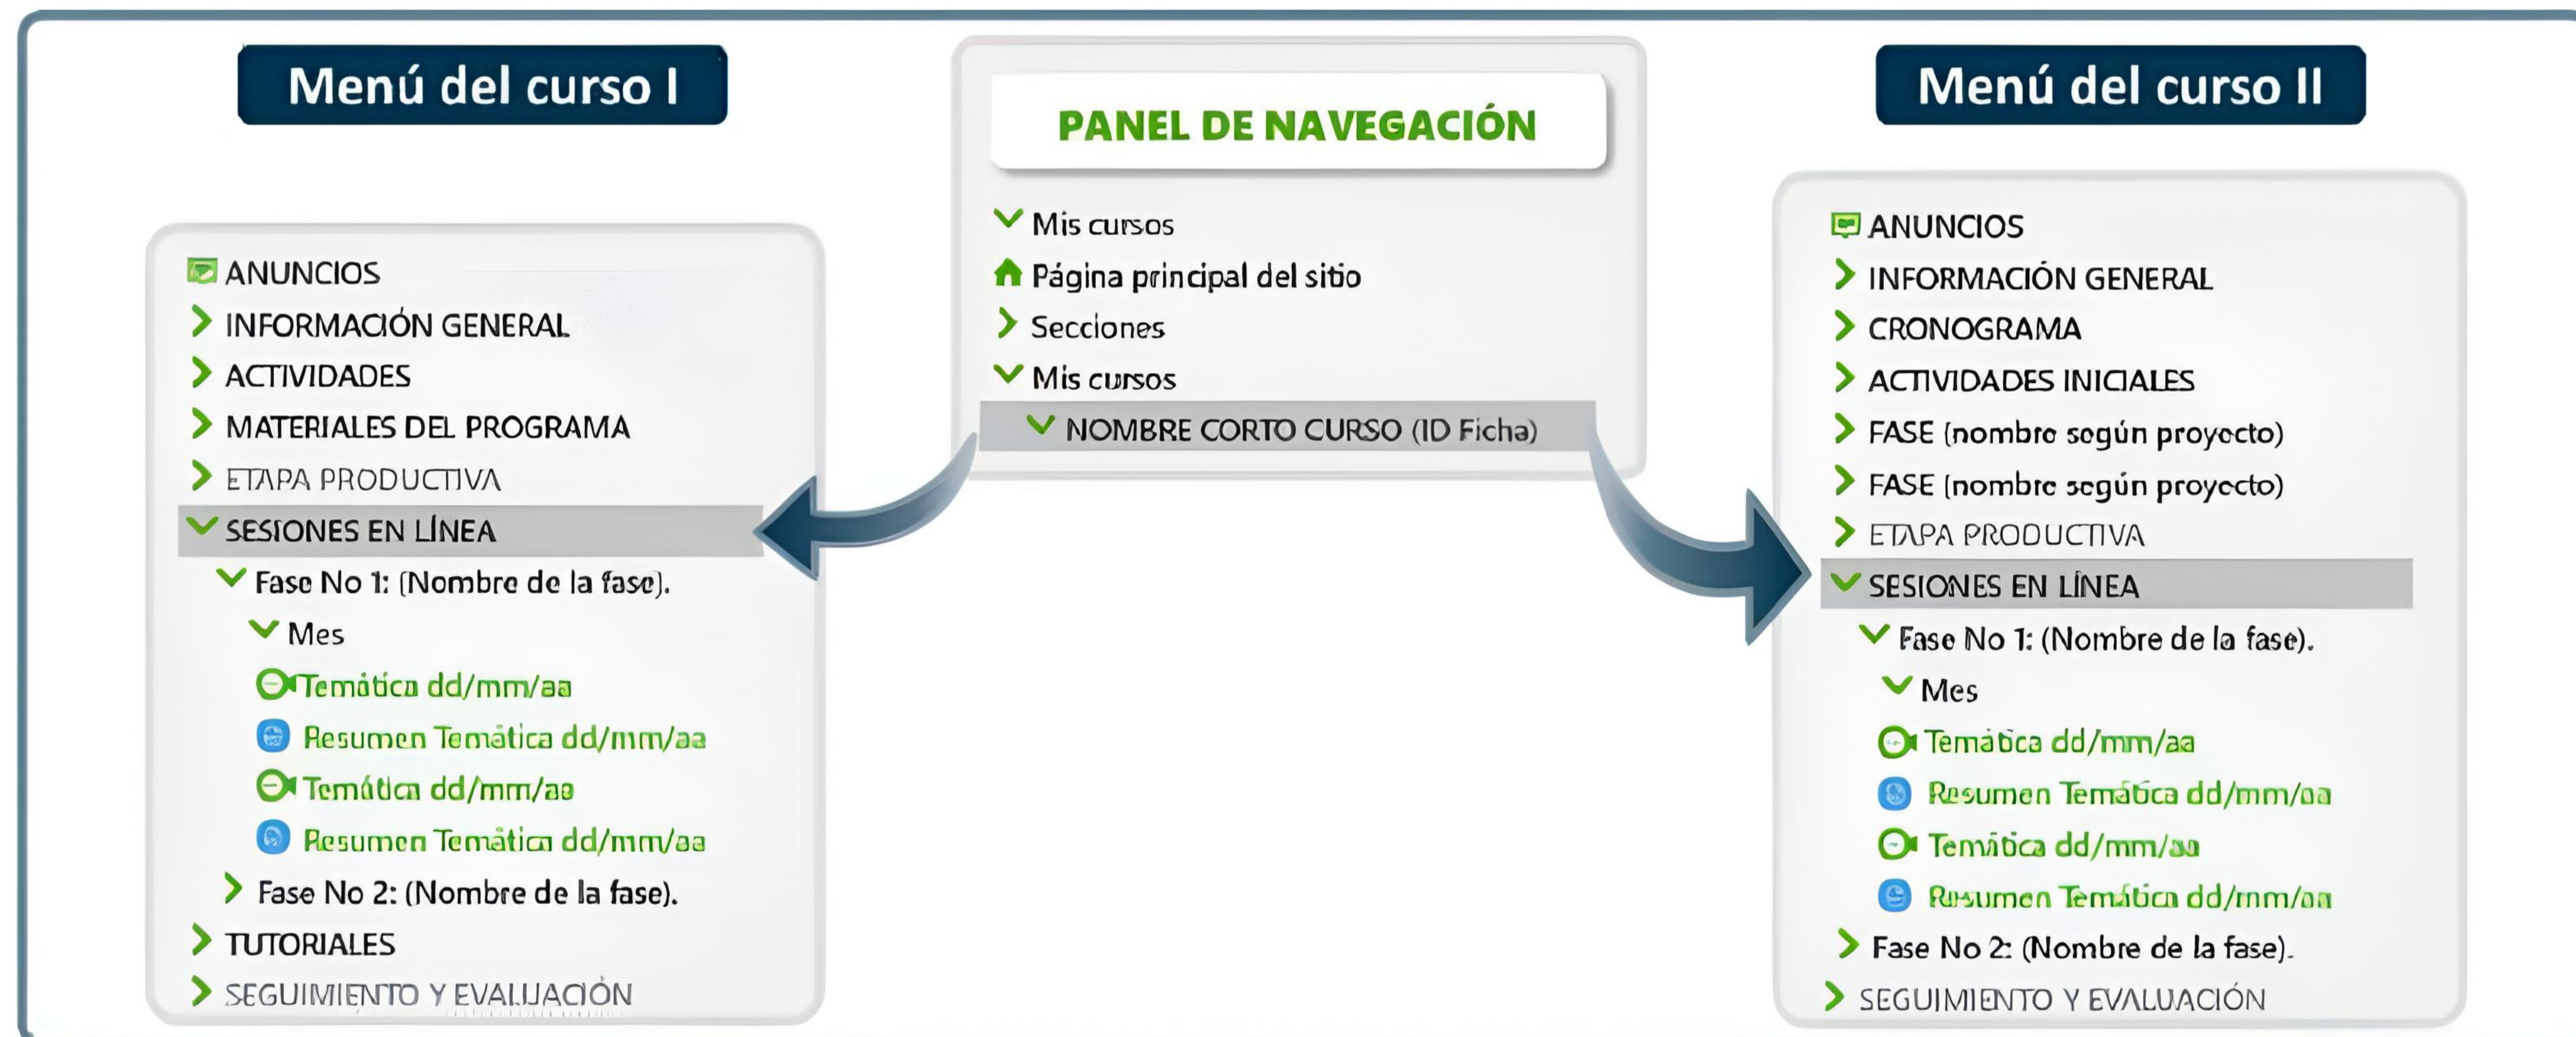 Menú del curso I
ANUNCIOS
INFORMACIÓN GENERAL
ACTIVIDADES
MATERIALES DEL PROGRAMA
ETAPA PRODUCTIVA
SESIONES EN LÍNEA
Fase No 1: (Nombre de la fase).
Mes
Temática dd/mm/aa
Resumen Temática dd/mm/aa
Temática dd/mm/aa
Resumen Temática dd/mm/aa
Fase No 2: (Nombre de la fase).
TUTORIALES
SEGUIMIENTO Y EVALUACIÓN
PANEL DE NAVEGACIÓN
Mis cursos
Página principal del sitio
Secciones
Mis cursos
NOMBRE CORTO CURSO (ID Ficha)
Menú del curso II
ANUNCIOS
INFORMACIÓN GENERAL
CRONOGRAMA
ACTIVIDADES INICIALES
FASE (nombre según proyecto)
FASE (nombre según proyecto)
ETAPA PRODUCTIVA
SESIONES EN LÍNEA
Fase No 1: (Nombre de la fase).
Mes
Temática dd/mm/aa
Resumen Temática dd/mm/aa
Temática dd/mm/aa
Resumen Temática dd/mm/aa
Fase No 2: (Nombre de la fase).
SEGUIMIENTO Y EVALUACIÓN